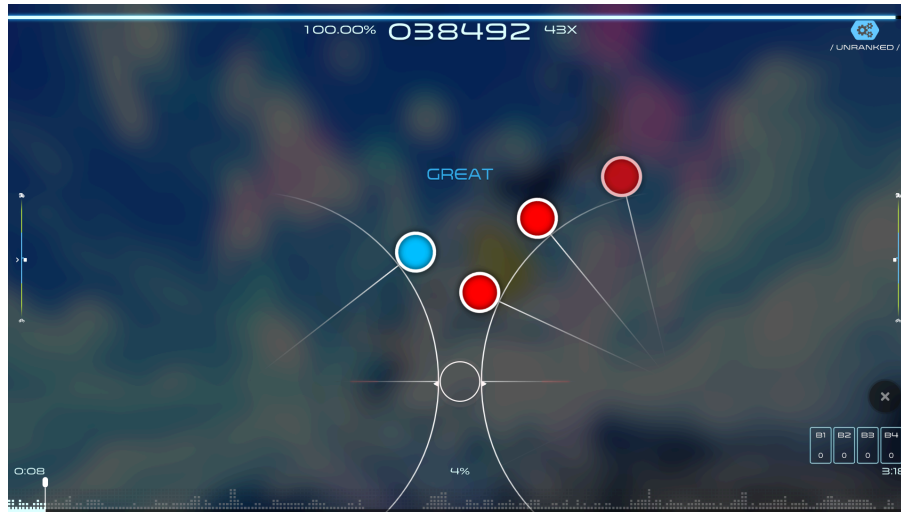 100.00% 038492 43X
/ UNRANKED /
GREAT
B1 B2 B3 B4
0 0 0 0
0:08 4% 3:18